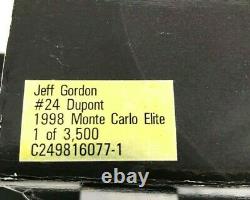 Jeff Gordon
#24 Dupont
1998 Monte Carlo Elite
1 of 3,500
C249816077-1